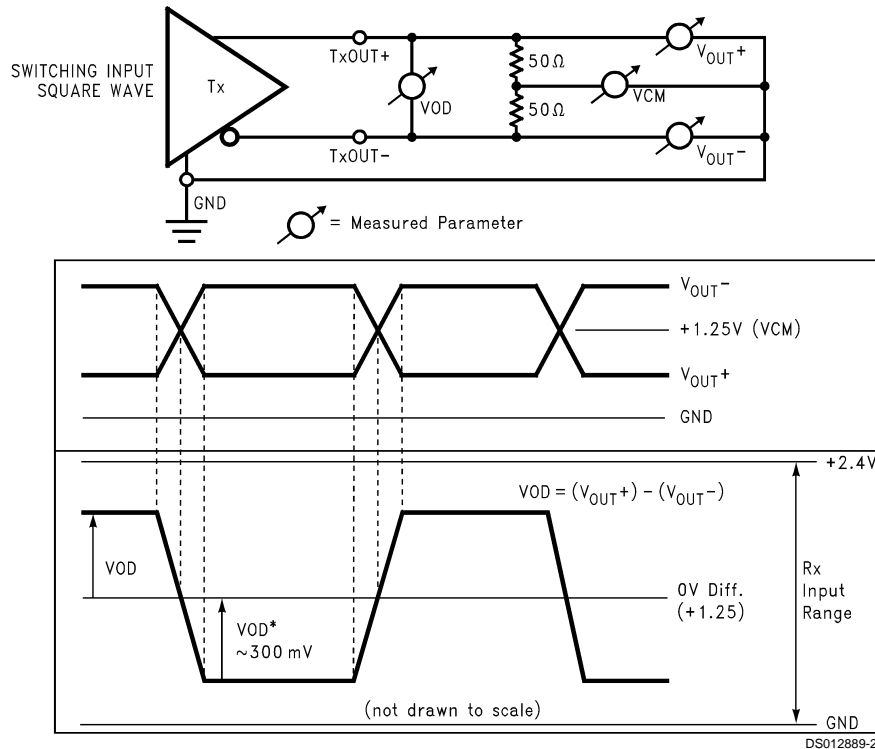 SWITCHING INPUT
SQUARE WAVE
Tx
TxOUT+
TxOUT-
VOD
50Ω
50Ω
VCM
VOUT+
VOUT-
GND
= Measured Parameter
VOUT-
+1.25V (VCM)
VOUT+
GND
+2.4V
VOD = (VOUT+) - (VOUT-)
VOD
VOD*
~300 mV
0V Diff.
(+1.25)
Rx
Input
Range
(not drawn to scale)
GND
DS012889-2